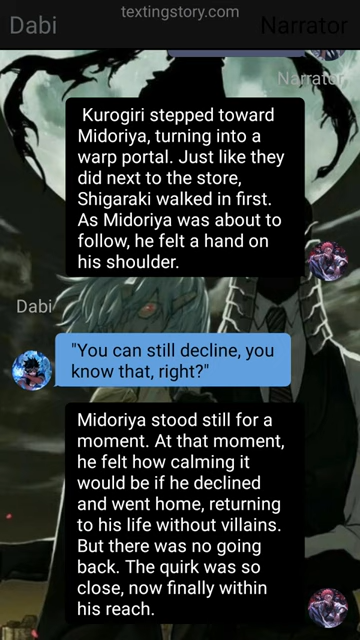 textingstory.com
Dabi
Narrator
Narrator
Kurogiri stepped toward
Midoriya, turning into a
warp portal. Just like they
did next to the store,
Shigaraki walked in first.
As Midoriya was about to
follow, he felt a hand on
his shoulder.
Dabi
"You can still decline, you
know that, right?"
Midoriya stood still for a
moment. At that moment,
he felt how calming it
would be if he declined
and went home, returning
to his life without villains.
But there was no going
back. The quirk was so
close, now finally within
his reach.